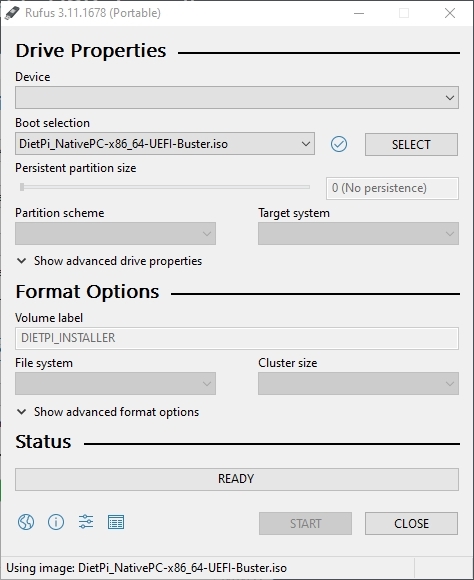 Rufus 3.11.1678 (Portable)
Drive Properties
Device
Boot selection
DietPi_NativePC-x86_64-UEFI-Buster.iso
SELECT
Persistent partition size
0 (No persistence)
Partition scheme
Target system
Show advanced drive properties
Format Options
Volume label
DIETPI_INSTALLER
File system
Cluster size
Show advanced format options
Status
READY
START
CLOSE
Using image: DietPi_NativePC-x86_64-UEFI-Buster.iso